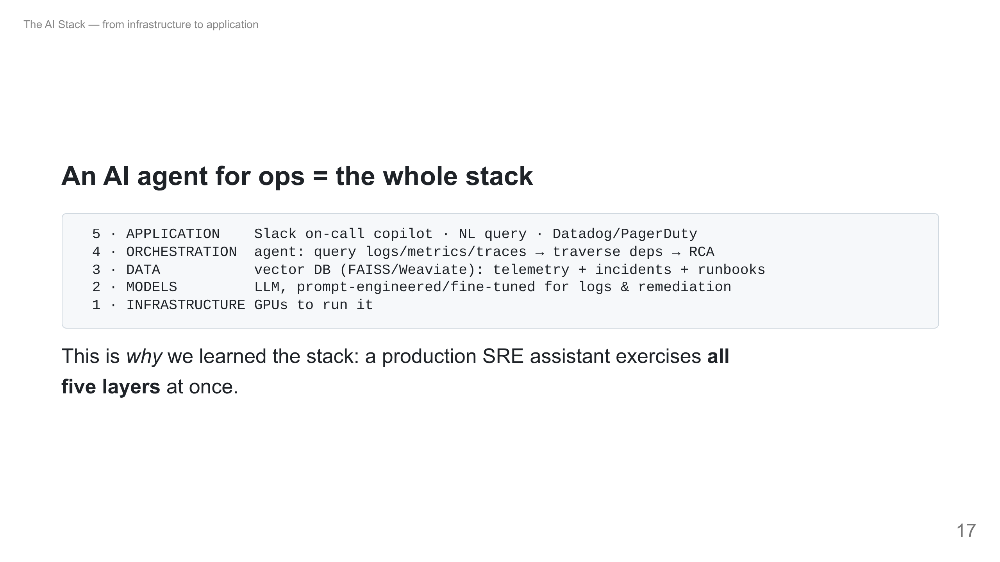 The AI Stack — from infrastructure to application
An AI agent for ops = the whole stack
5 · APPLICATION    Slack on-call copilot · NL query · Datadog/PagerDuty
4 · ORCHESTRATION  agent: query logs/metrics/traces → traverse deps → RCA
3 · DATA           vector DB (FAISS/Weaviate): telemetry + incidents + runbooks
2 · MODELS         LLM, prompt-engineered/fine-tuned for logs & remediation
1 · INFRASTRUCTURE GPUs to run it
This is why we learned the stack: a production SRE assistant exercises all
five layers at once.
17